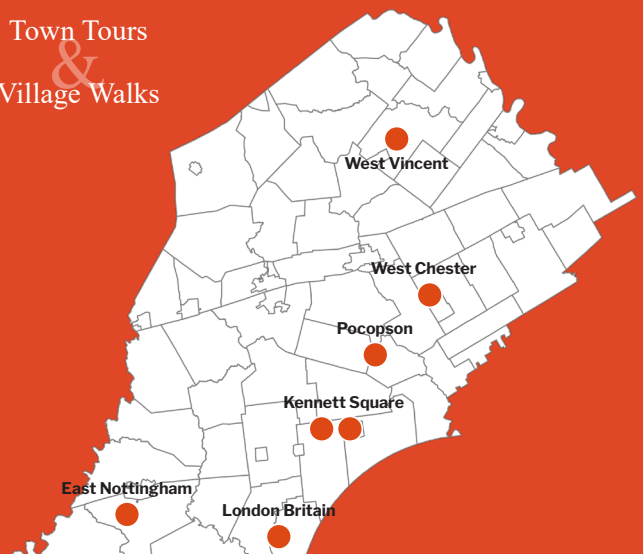 Town Tours
&
Village Walks
West Vincent
West Chester
Pocopson
Kennett Square
East Nottingham
London Britain